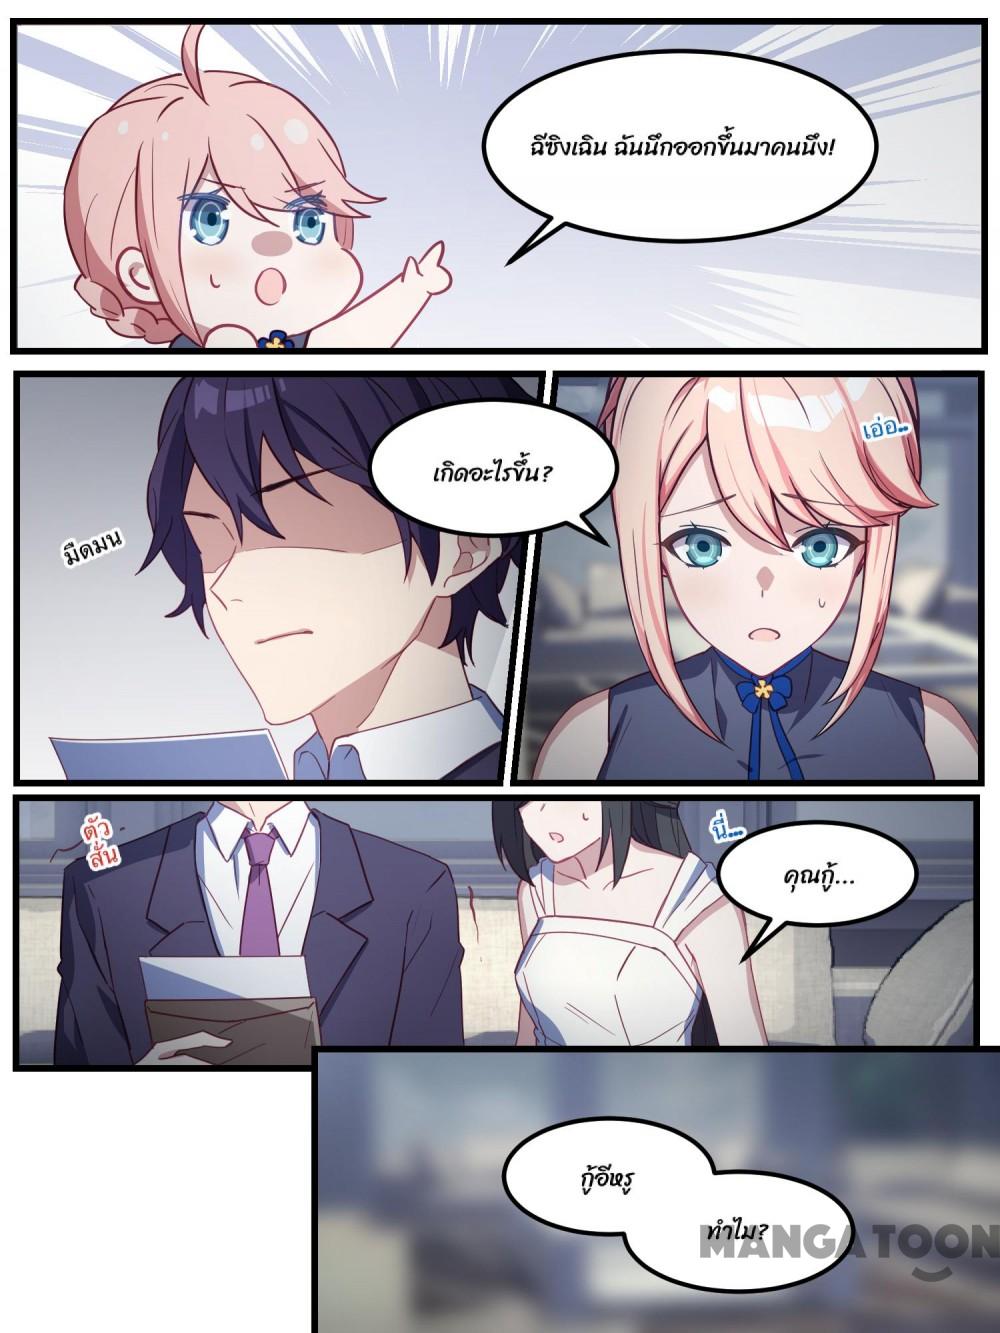 ฉีซิงเฉิน ฉันนึกออกขึ้นมาคนนึง!
เกิดอะไรขึ้น?
เอ่อ..
มืดมน
ตัว
สั่น
นี่...
คุณกู้...
กู้อีหรู
ทำไม?
MANGATOON